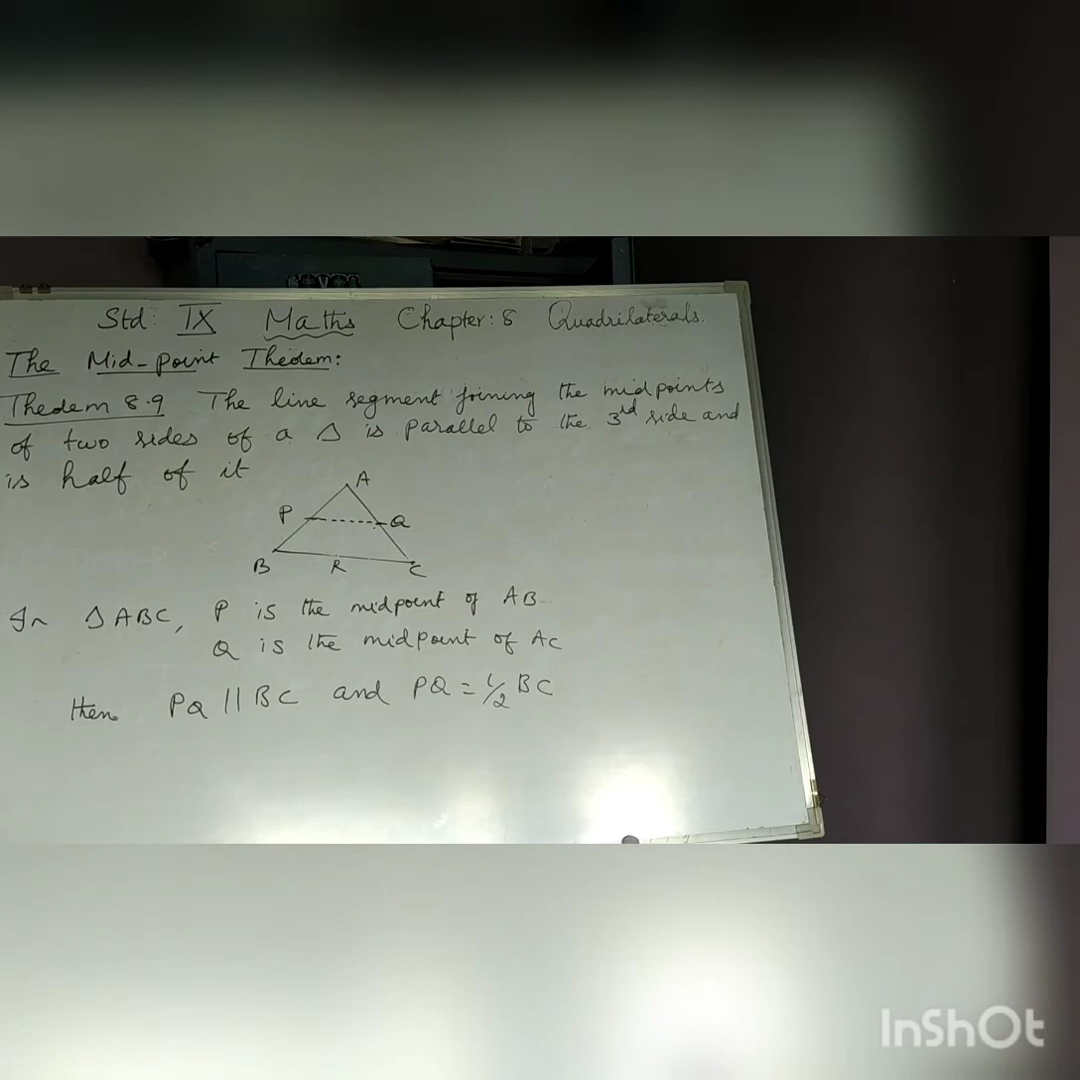 Std: IX Maths Chapter: 8 Quadrilaterals.
The Mid-point Theorem:
Theorem 8.9 The line segment joining the midpoints
of two sides of a Δ is parallel to the 3rd side and
is half of it
A
P Q
B R C
In Δ ABC, P is the midpoint of AB
Q is the midpoint of AC
then PQ || BC and PQ = 1/2 BC
InShOt